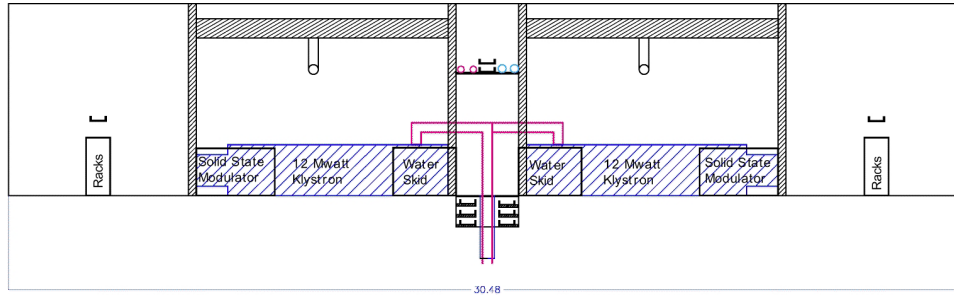 Racks
Solid State
Modulator
12 Mwatt
Klystron
Water
Skid
Water
Skid
12 Mwatt
Klystron
Solid State
Modulator
Racks
30.48